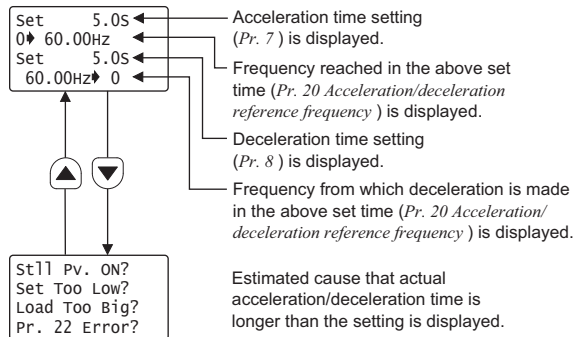 Set 5.0S
0 60.00Hz
Set 5.0S
60.00Hz 0
Acceleration time setting
(Pr. 7 ) is displayed.
Frequency reached in the above set
time (Pr. 20 Acceleration/deceleration
reference frequency ) is displayed.
Deceleration time setting
(Pr. 8 ) is displayed.
Frequency from which deceleration is made
in the above set time (Pr. 20 Acceleration/
deceleration reference frequency ) is displayed.
Stll Pv. ON?
Set Too Low?
Load Too Big?
Pr. 22 Error?
Estimated cause that actual
acceleration/deceleration time is
longer than the setting is displayed.